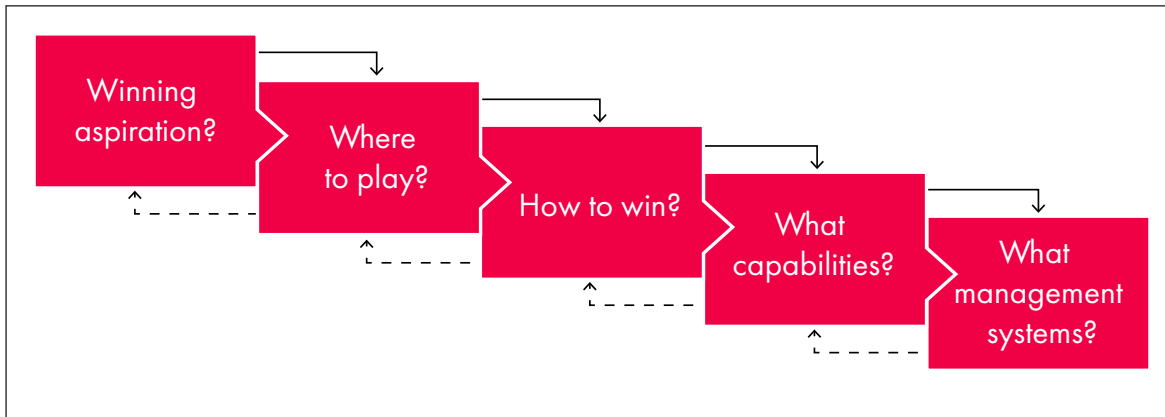 Winning
aspiration?
Where
to play?
How to win?
What
capabilities?
What
management
systems?